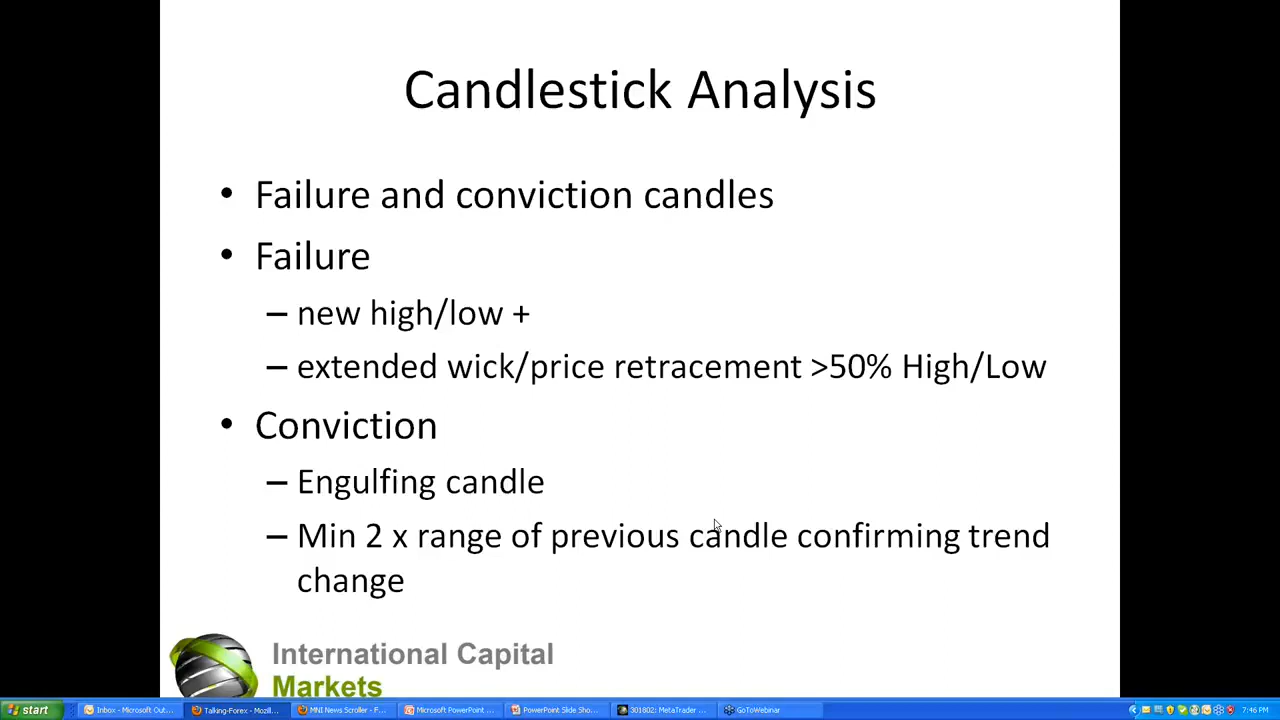 Candlestick Analysis
• Failure and conviction candles
• Failure
– new high/low +
– extended wick/price retracement >50% High/Low
• Conviction
– Engulfing candle
– Min 2 x range of previous candle confirming trend
change
International Capital
Markets
start
Inbox - Microsoft Out...
Talking-Forex - Mozil...
MNI News Scroller - F...
Microsoft PowerPoint ...
PowerPoint Slide Sho...
301802: MetaTrader ...
GoToWebinar
7:46 PM